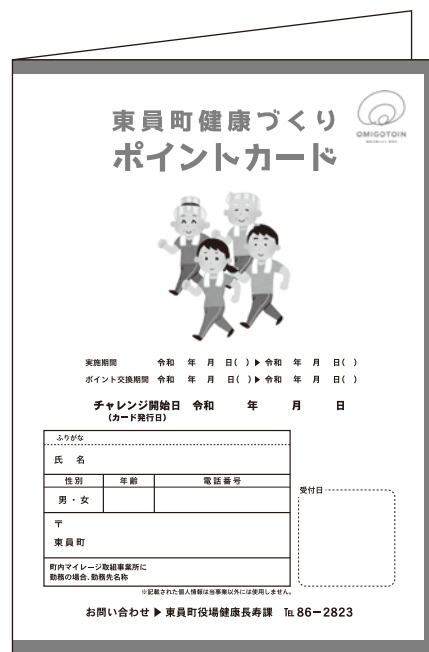 東員町健康づくり
ポイントカード
OMIGOTOIN
実施期間 令和 年 月 日( )▶令和 年 月 日( )
ポイント交換期間 令和 年 月 日( )▶令和 年 月 日( )
チャレンジ開始日 令和 年 月 日
(カード発行日)
ふりがな
氏 名
性別 年齢 電話番号
男・女
受付日
〒
東員町
町内マイレージ取組事業所に
勤務の場合、勤務先名称
※記載された個人情報は当事業以外には使用しません。
お問い合わせ ▶ 東員町役場健康長寿課 ℡86-2823